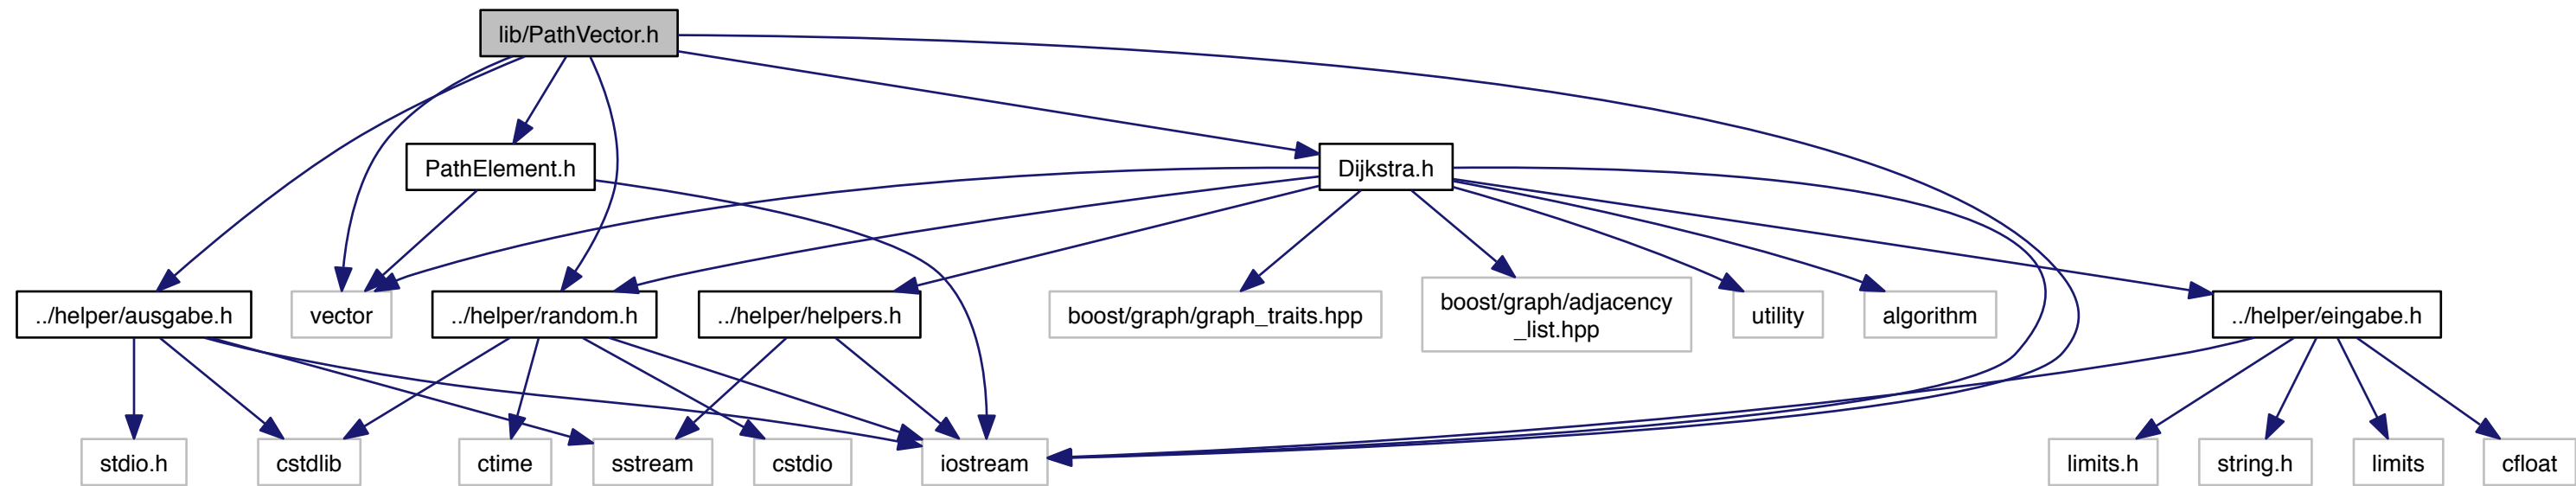 lib/PathVector.h
PathElement.h
Dijkstra.h
../helper/ausgabe.h
vector
../helper/random.h
../helper/helpers.h
boost/graph/graph_traits.hpp
boost/graph/adjacency
_list.hpp
utility
algorithm
../helper/eingabe.h
stdio.h
cstdlib
ctime
sstream
cstdio
iostream
limits.h
string.h
limits
cfloat